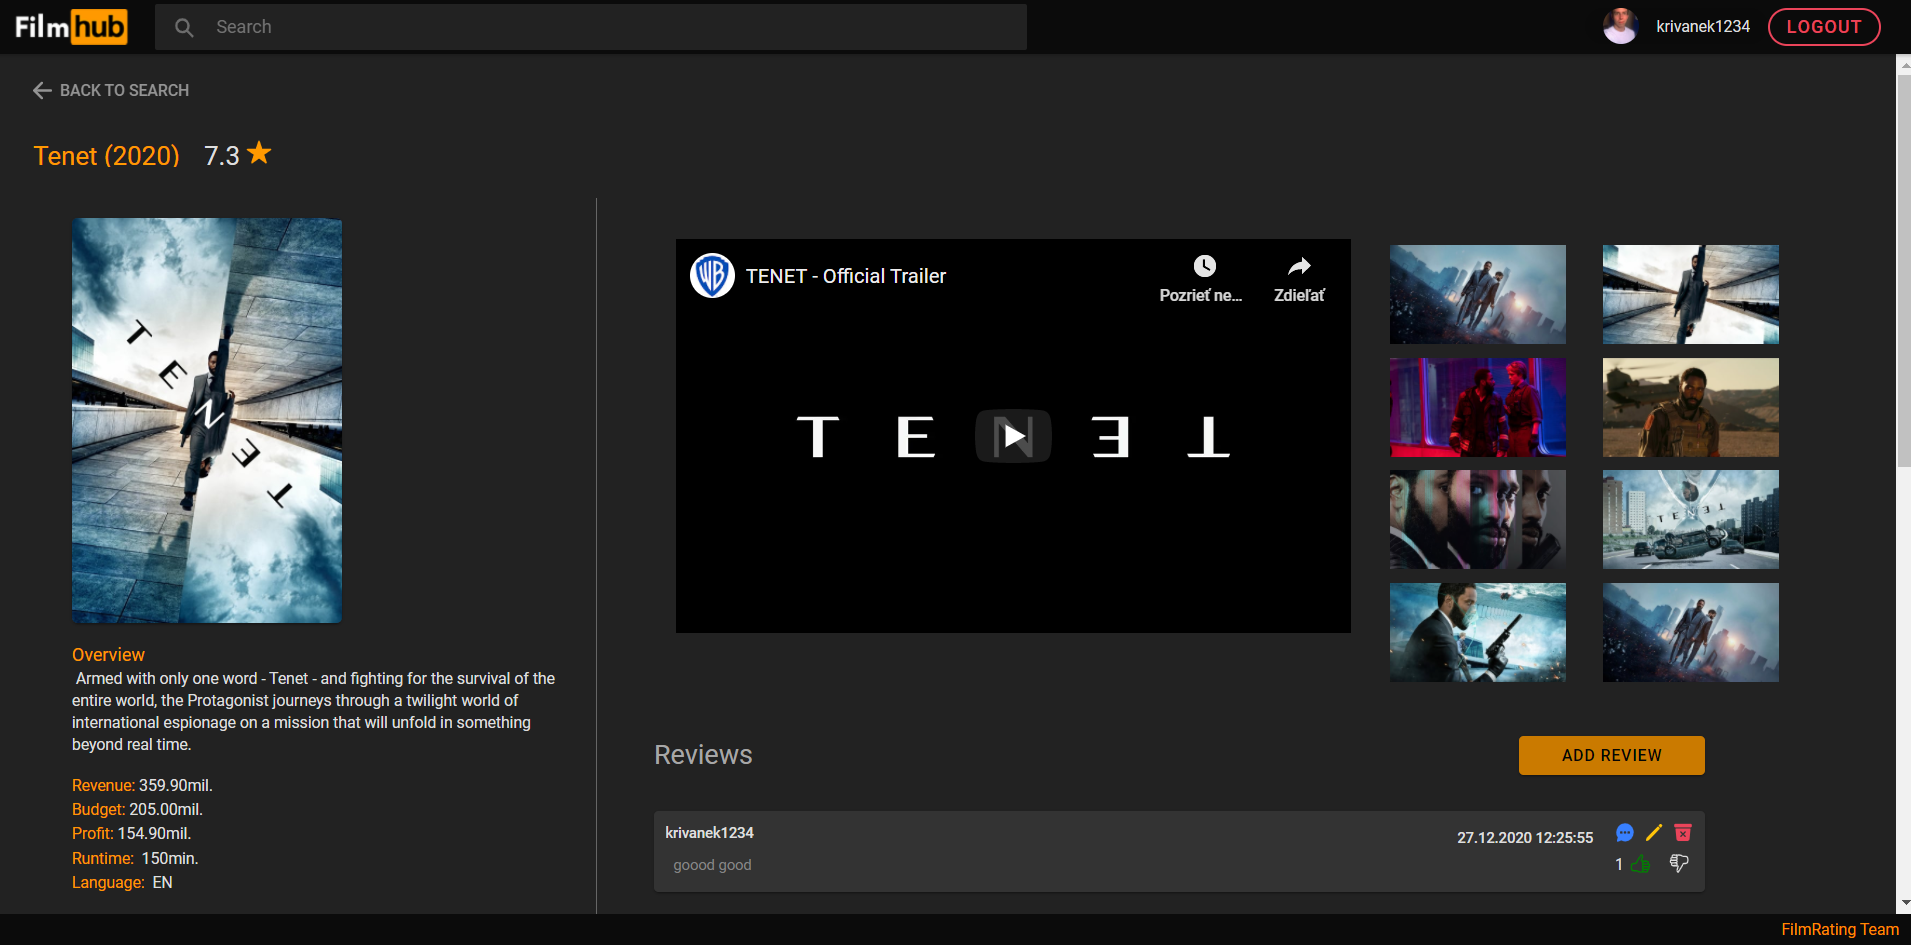 Filmhub
Search
krivanek1234
LOGOUT
BACK TO SEARCH
Tenet (2020) 7.3
TENET
TENET - Official Trailer
Pozrieť ne...
Zdieľať
TENET
TENET
Overview
Armed with only one word - Tenet - and fighting for the survival of the
entire world, the Protagonist journeys through a twilight world of
international espionage on a mission that will unfold in something
beyond real time.
Revenue: 359.90mil.
Budget: 205.00mil.
Profit: 154.90mil.
Runtime: 150min.
Language: EN
Reviews
ADD REVIEW
krivanek1234
27.12.2020 12:25:55
goood good
1
FilmRating Team